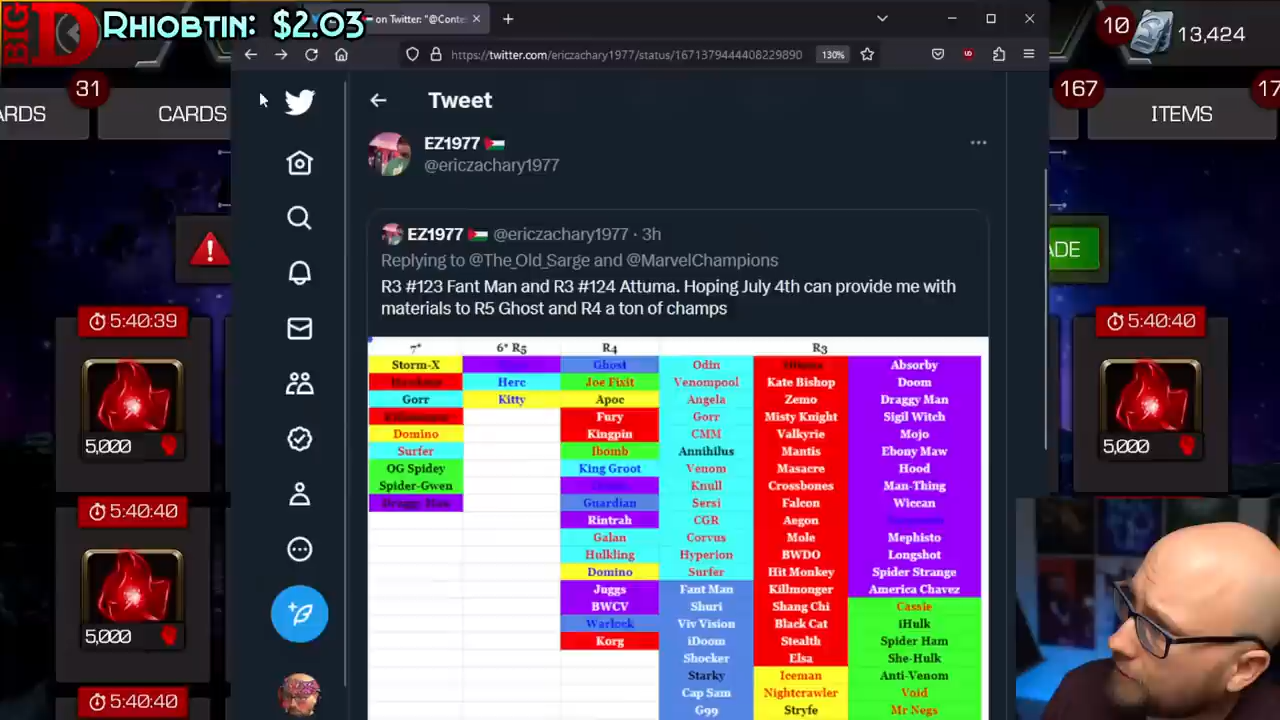 BIG D
RHIOBTIN: $2.03
on Twitter: "@Conte
https://twitter.com/ericzachary1977/status/1671379444408229890
130%
10
13,424
31
167
17
ARDS
CARDS
ITEMS
Tweet
EZ1977
@ericzachary1977
EZ1977 @ericzachary1977 · 3h
Replying to @The_Old_Sarge and @MarvelChampions
R3 #123 Fant Man and R3 #124 Attuma. Hoping July 4th can provide me with
materials to R5 Ghost and R4 a ton of champs
ADE
5:40:39
5,000
5:40:40
5,000
5:40:40
5:40:40
5,000
7* 6* R5 R4 R3
Storm-X Ghost Odin Absorby
Herc Joe Fixit Venompool Kate Bishop Doom
Gorr Kitty Apoc Angela Zemo Draggy Man
Killmonger Fury Gorr Misty Knight Sigil Witch
Domino Kingpin CMM Valkyrie Mojo
Surfer Ibomb Annihilus Mantis Ebony Maw
OG Spidey King Groot Venom Masacre Hood
Spider-Gwen Knull Crossbones Man-Thing
Draggy Man Guardian Sersi Falcon Wiccan
Rintrah CGR Aegon
Galan Corvus Mole Mephisto
Hulkling Hyperion BWDO Longshot
Domino Surfer Hit Monkey Spider Strange
Juggs Fant Man Killmonger America Chavez
BWCV Shuri Shang Chi Cassie
Warlock Viv Vision Black Cat iHulk
Korg iDoom Stealth Spider Ham
Shocker Elsa She-Hulk
Starky Iceman Anti-Venom
Cap Sam Nightcrawler Void
G99 Stryfe Mr Negs